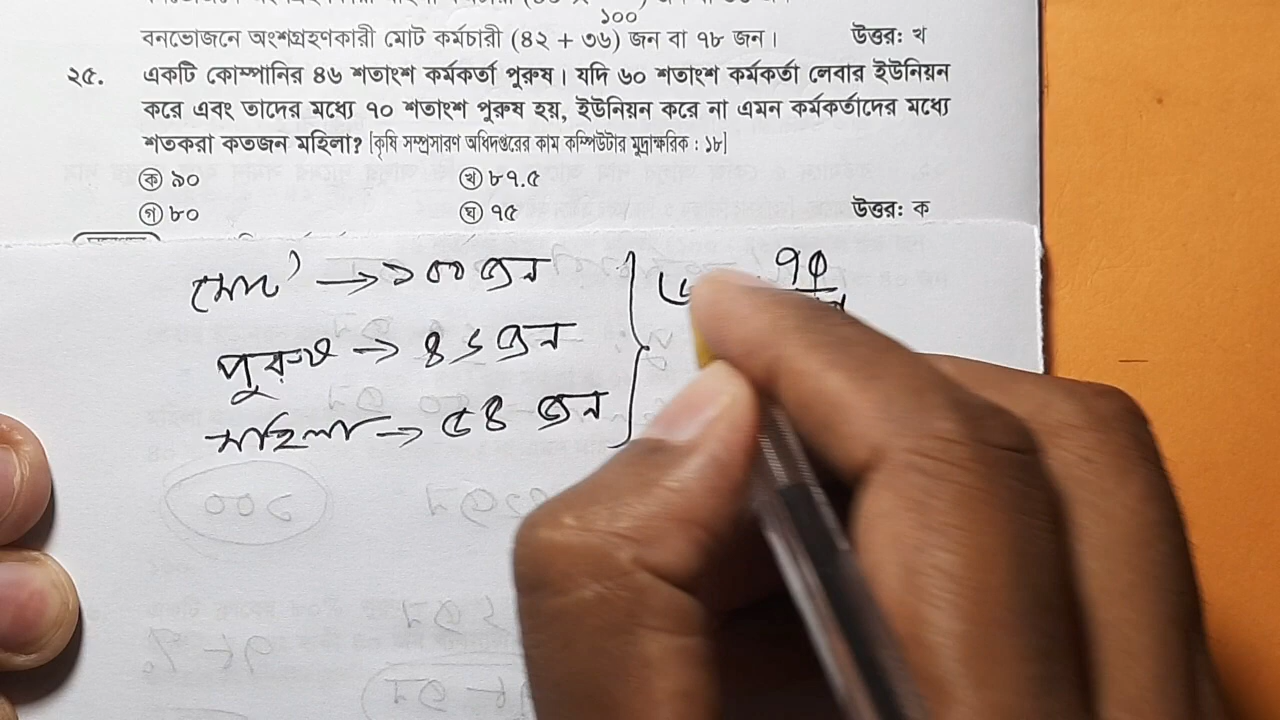 ১০০
বনভোজনে অংশগ্রহণকারী মোট কর্মচারী (৪২ + ৩৬) জন বা ৭৮ জন। উত্তর: খ
২৫. একটি কোম্পানির ৪৬ শতাংশ কর্মকর্তা পুরুষ। যদি ৬০ শতাংশ কর্মকর্তা লেবার ইউনিয়ন
করে এবং তাদের মধ্যে ৭০ শতাংশ পুরুষ হয়, ইউনিয়ন করে না এমন কর্মকর্তাদের মধ্যে
শতকরা কতজন মহিলা? [কৃষি সম্প্রসারণ অধিদপ্তরের কাম কম্পিউটার মুদ্রাক্ষরিক : ১৮]
ক ৯০ খ ৮৭.৫
গ ৮০ ঘ ৭৫ উত্তর: ক
মোট → ১০০ জন
পুরুষ → ৪৬ জন
মহিলা → ৫৪ জন
৭০